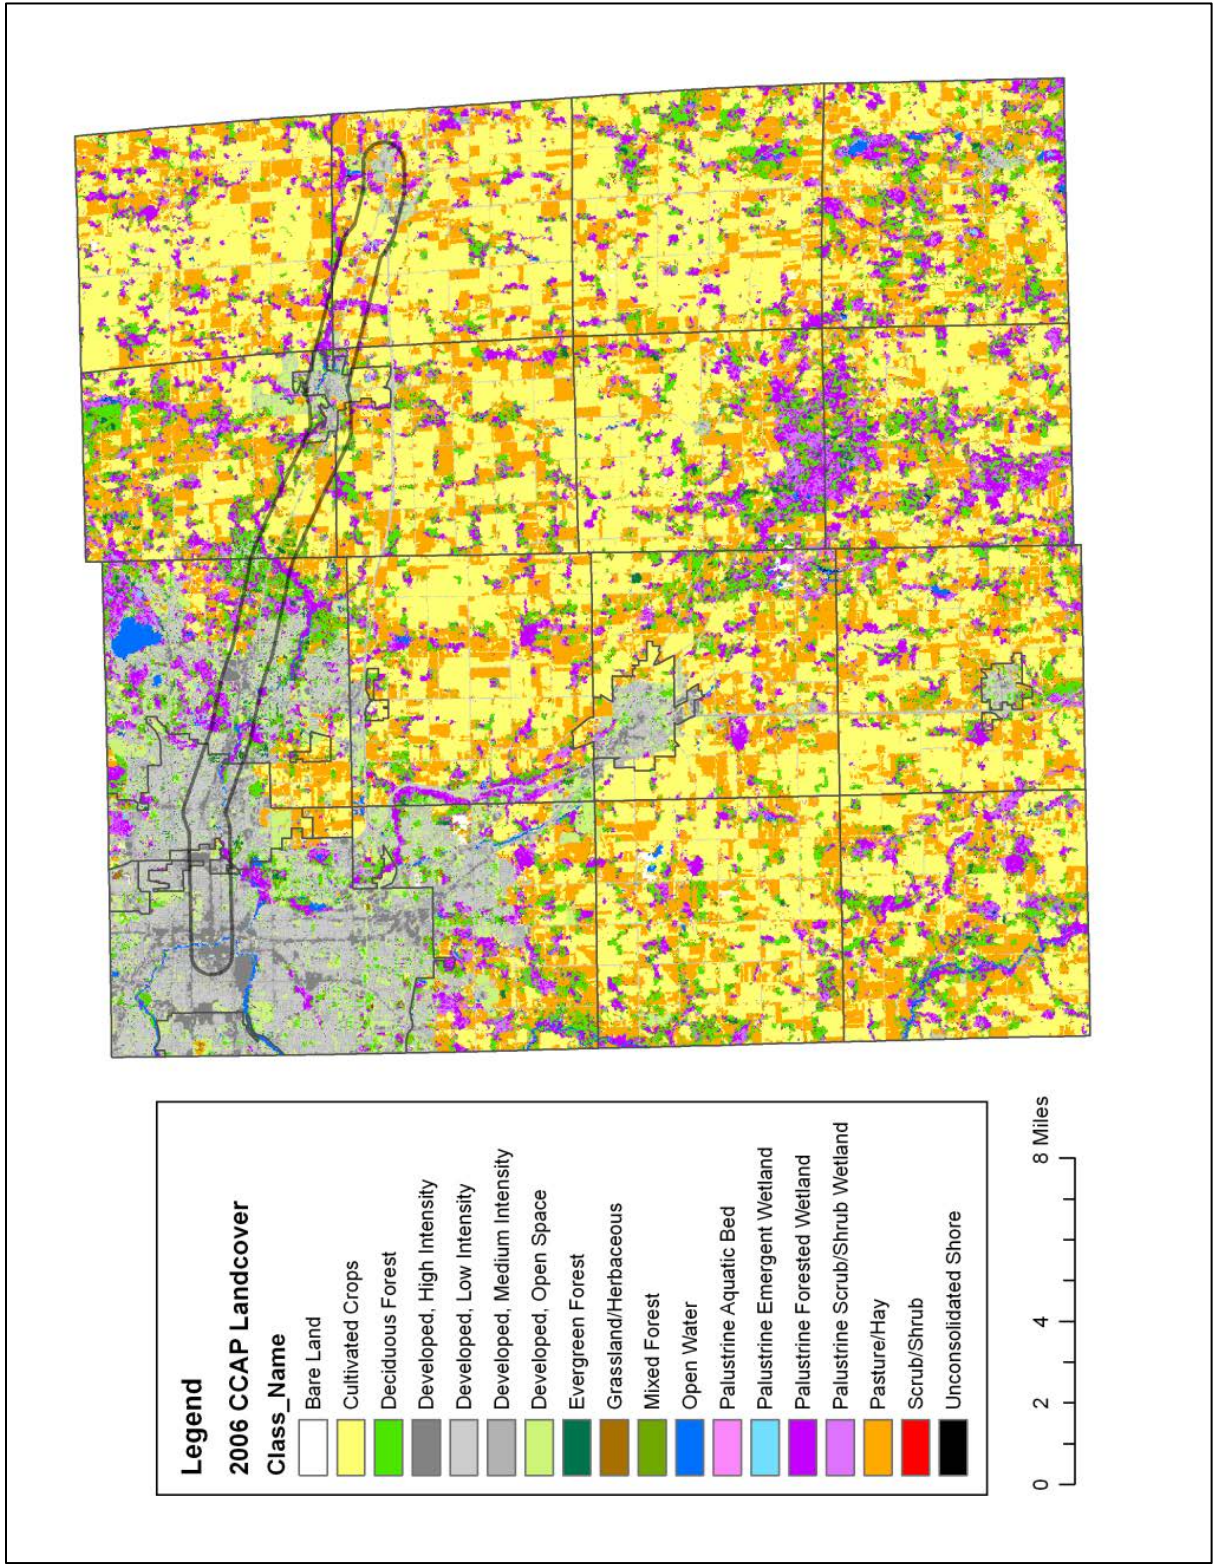 Legend
2006 CCAP Landcover
Class_Name
Bare Land
Cultivated Crops
Deciduous Forest
Developed, High Intensity
Developed, Low Intensity
Developed, Medium Intensity
Developed, Open Space
Evergreen Forest
Grassland/Herbaceous
Mixed Forest
Open Water
Palustrine Aquatic Bed
Palustrine Emergent Wetland
Palustrine Forested Wetland
Palustrine Scrub/Shrub Wetland
Pasture/Hay
Scrub/Shrub
Unconsolidated Shore
0 2 4 8 Miles